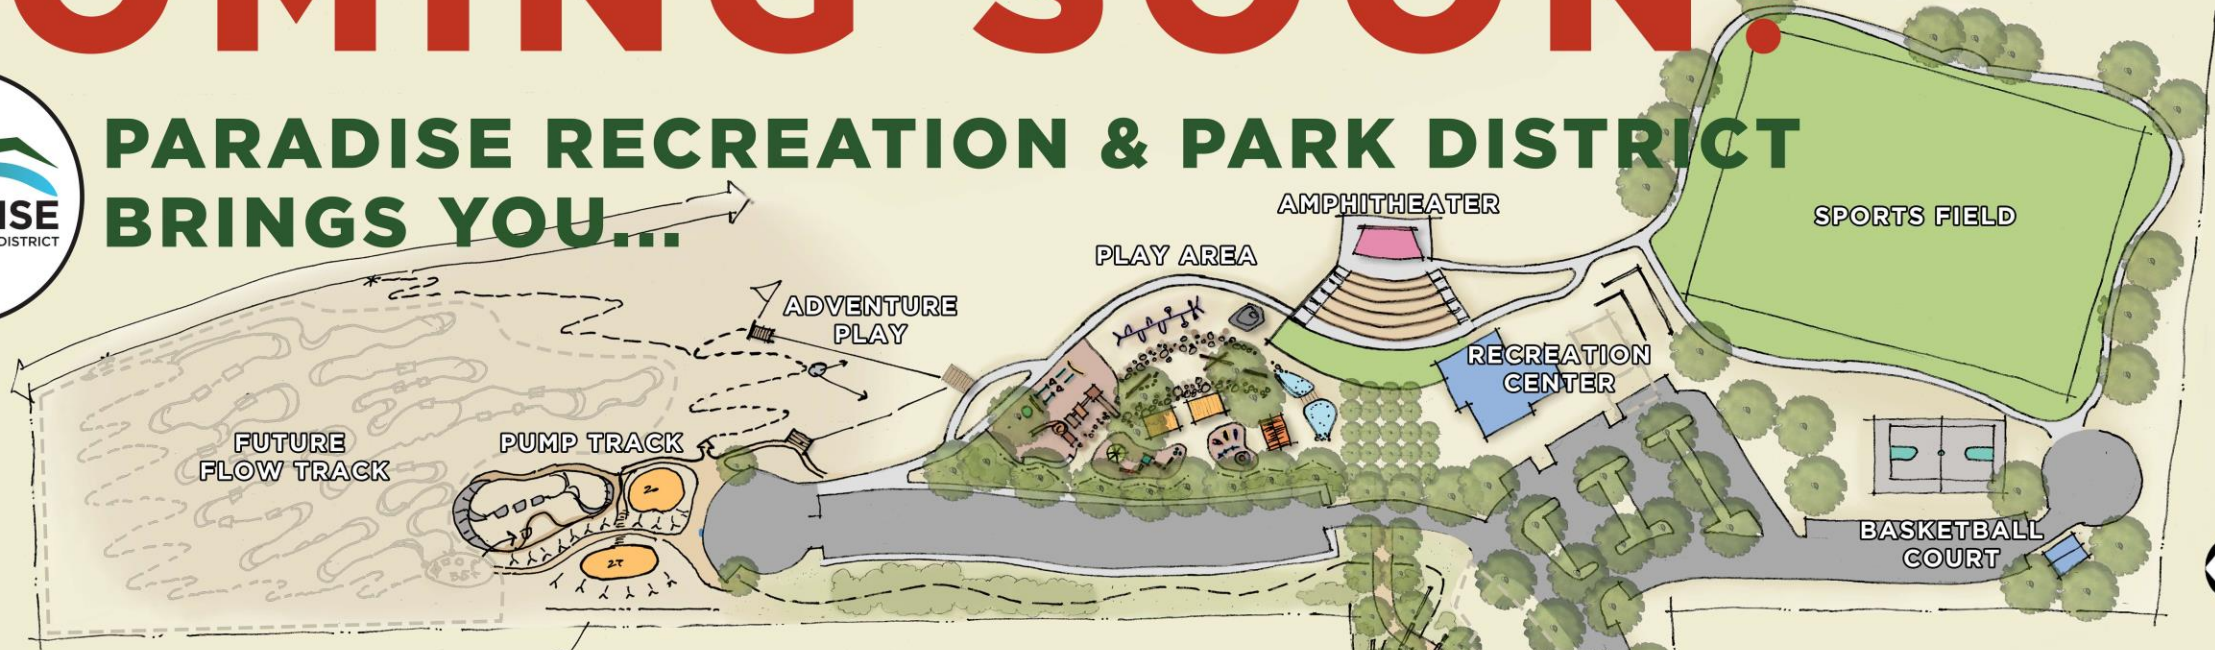 OMING SOON.
PARADISE RECREATION & PARK DISTRICT
BRINGS YOU...
ISE
DISTRICT
AMPHITHEATER
SPORTS FIELD
PLAY AREA
ADVENTURE
PLAY
RECREATION
CENTER
FUTURE
FLOW TRACK
PUMP TRACK
BASKETBALL
COURT